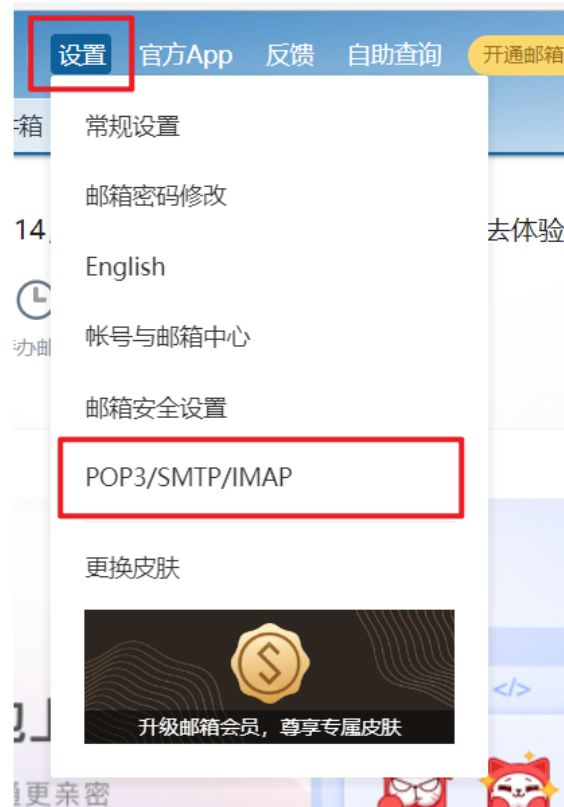 设置 官方App 反馈 自助查询 开通邮箱
箱
常规设置
邮箱密码修改
14,
去体验
English
帐号与邮箱中心
办邮
邮箱安全设置
POP3/SMTP/IMAP
更换皮肤
</>
升级邮箱会员，尊享专属皮肤
更亲密